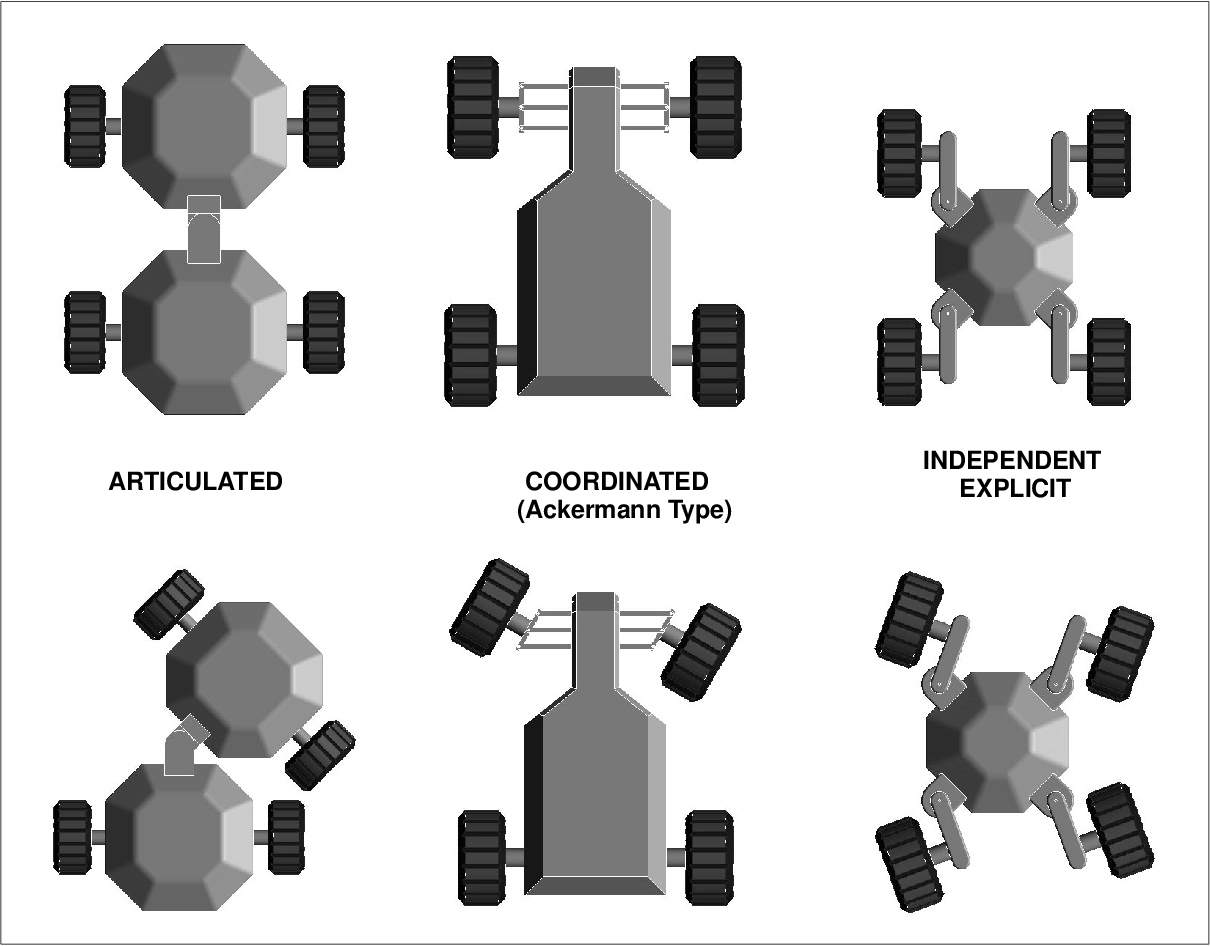 ARTICULATED
COORDINATED
(Ackermann Type)
INDEPENDENT
EXPLICIT